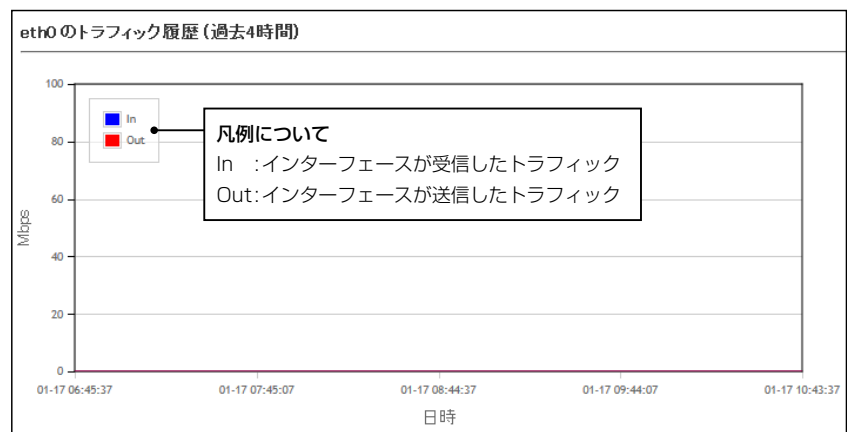 eth0のトラフィック履歴(過去4時間)
100
In
Out
凡例について
In :インターフェースが受信したトラフィック
Out:インターフェースが送信したトラフィック
80
60
Mbps
40
20
0
01-17 06:45:37 01-17 07:45:07 01-17 08:44:37 01-17 09:44:07 01-17 10:43:37
日時